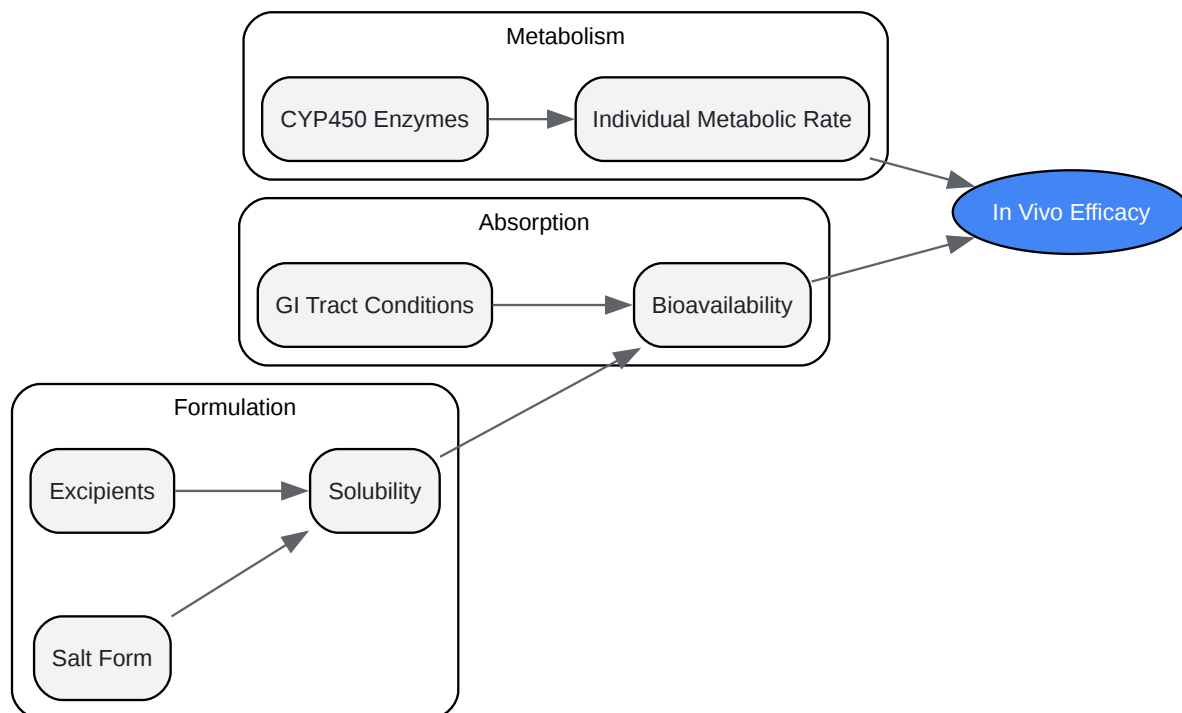 Metabolism
CYP450 Enzymes
Individual Metabolic Rate
In Vivo Efficacy
Absorption
GI Tract Conditions
Bioavailability
Formulation
Excipients
Solubility
Salt Form